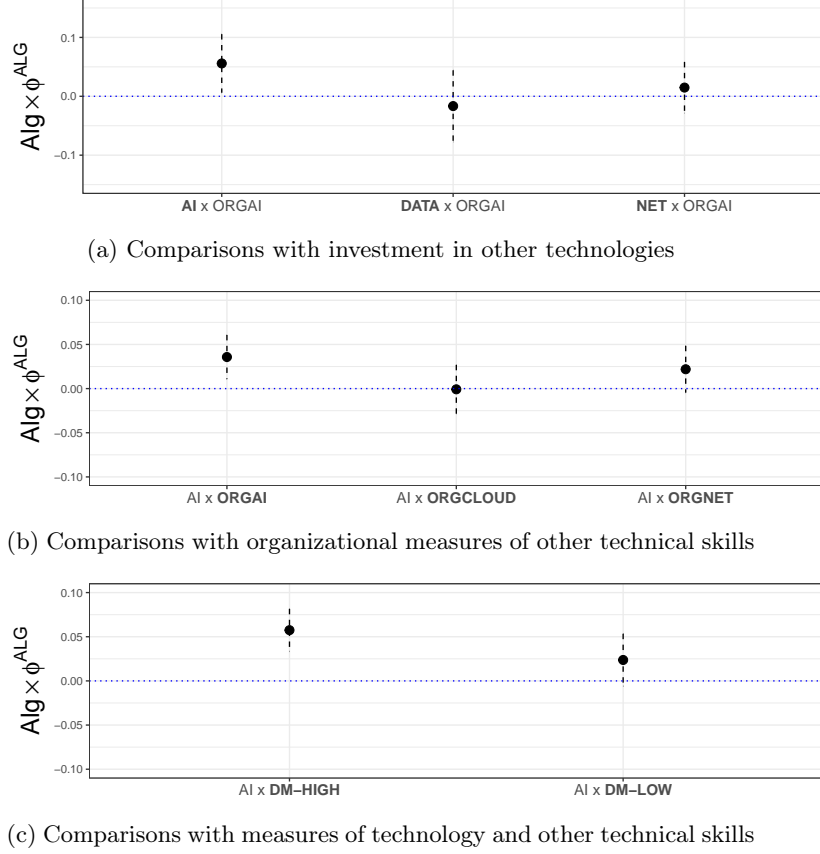 Alg × ϕ^ALG
0.1
0.0
−0.1
AI x ORGAI
DATA x ORGAI
NET x ORGAI
(a) Comparisons with investment in other technologies
Alg × ϕ^ALG
0.10
0.05
0.00
−0.05
−0.10
AI x ORGAI
AI x ORGCLOUD
AI x ORGNET
(b) Comparisons with organizational measures of other technical skills
Alg × ϕ^ALG
0.10
0.05
0.00
−0.05
−0.10
AI x DM−HIGH
AI x DM−LOW
(c) Comparisons with measures of technology and other technical skills